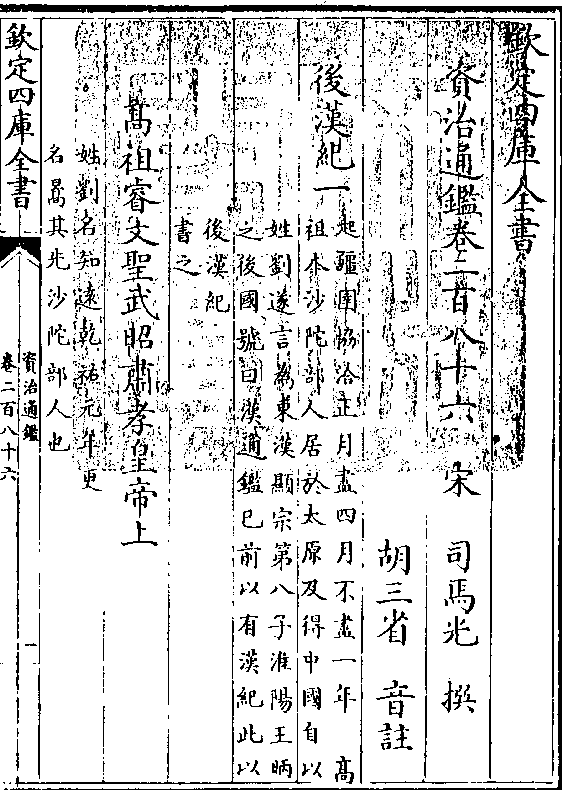 欽定四庫全書
資治通鑑卷二百八十六
宋 司馬光 撰
胡三省 音註
後漢紀一
起疆圉協洽正月盡四月不盡一年 高
祖本沙陀部人居於太原及得中國自以
姓劉遂言為東漢顯宗第八子淮陽王昞
之後國號曰漢通鑑巳前以有漢紀此以
後漢紀
書之
高祖睿文聖武昭肅孝皇帝上
姓劉名知遠乾祐元年更
名暠其先沙陀部人也
欽定四庫全書
資治通鑑
卷二百八十六
一